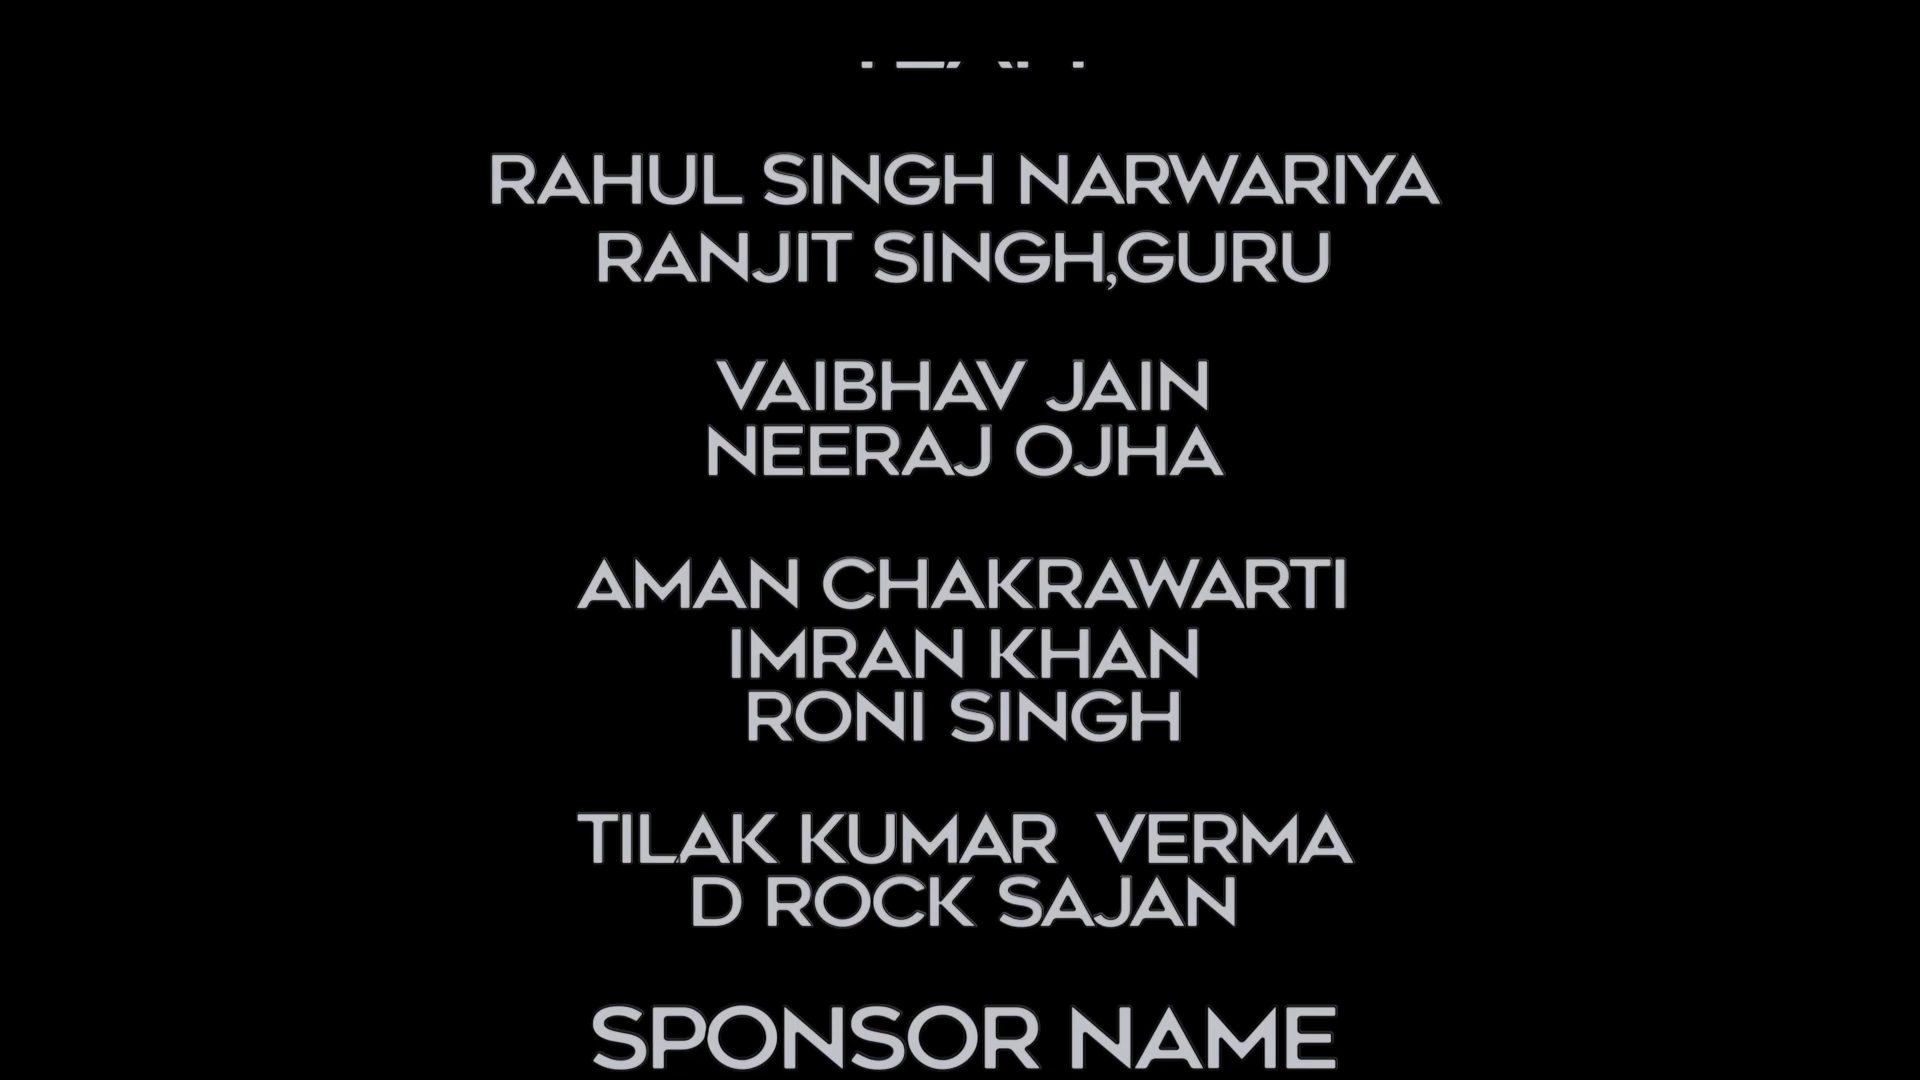 RAHUL SINGH NARWARIYA
RANJIT SINGH,GURU
VAIBHAV JAIN
NEERAJ OJHA
AMAN CHAKRAWARTI
IMRAN KHAN
RONI SINGH
TILAK KUMAR  VERMA
D ROCK SAJAN
SPONSOR NAME